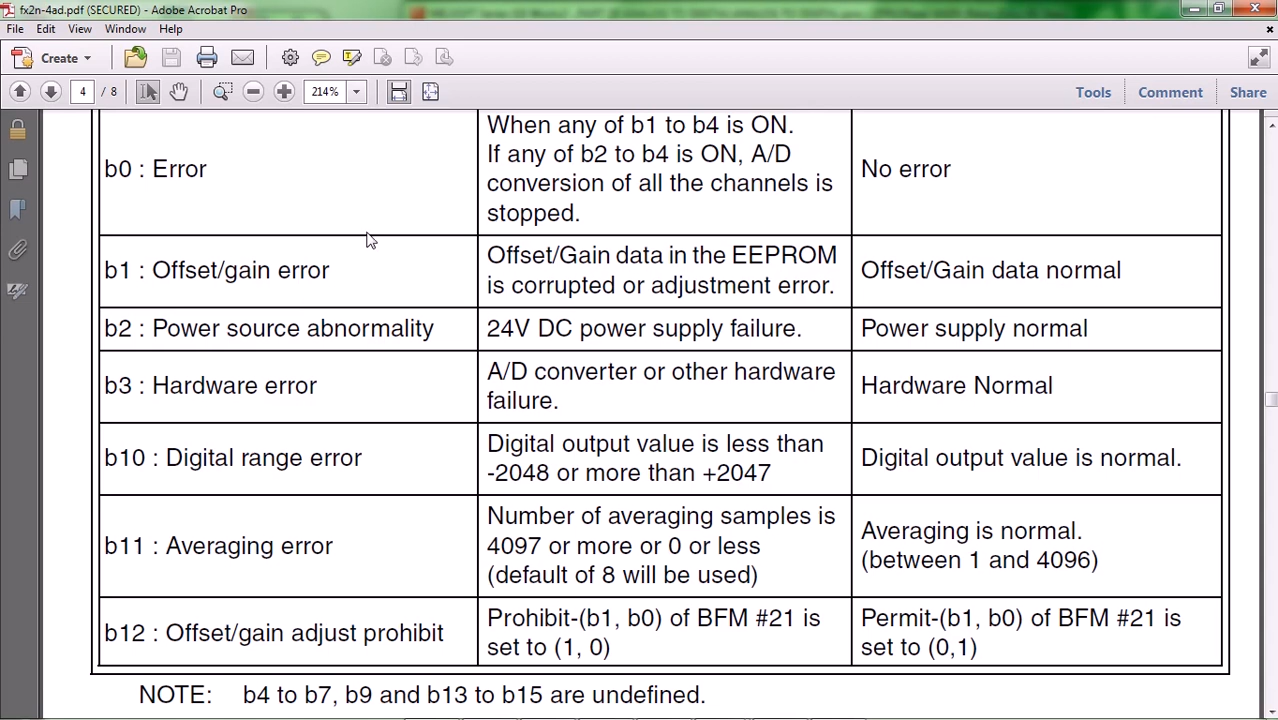 fx2n-4ad.pdf (SECURED) - Adobe Acrobat Pro
File Edit View Window Help
Create
4 / 8 214% Tools Comment Share
b0 : Error
When any of b1 to b4 is ON.
If any of b2 to b4 is ON, A/D
conversion of all the channels is
stopped.
No error
b1 : Offset/gain error
Offset/Gain data in the EEPROM
is corrupted or adjustment error.
Offset/Gain data normal
b2 : Power source abnormality
24V DC power supply failure.
Power supply normal
b3 : Hardware error
A/D converter or other hardware
failure.
Hardware Normal
b10 : Digital range error
Digital output value is less than
-2048 or more than +2047
Digital output value is normal.
b11 : Averaging error
Number of averaging samples is
4097 or more or 0 or less
(default of 8 will be used)
Averaging is normal.
(between 1 and 4096)
b12 : Offset/gain adjust prohibit
Prohibit-(b1, b0) of BFM #21 is
set to (1, 0)
Permit-(b1, b0) of BFM #21 is
set to (0,1)
NOTE: b4 to b7, b9 and b13 to b15 are undefined.